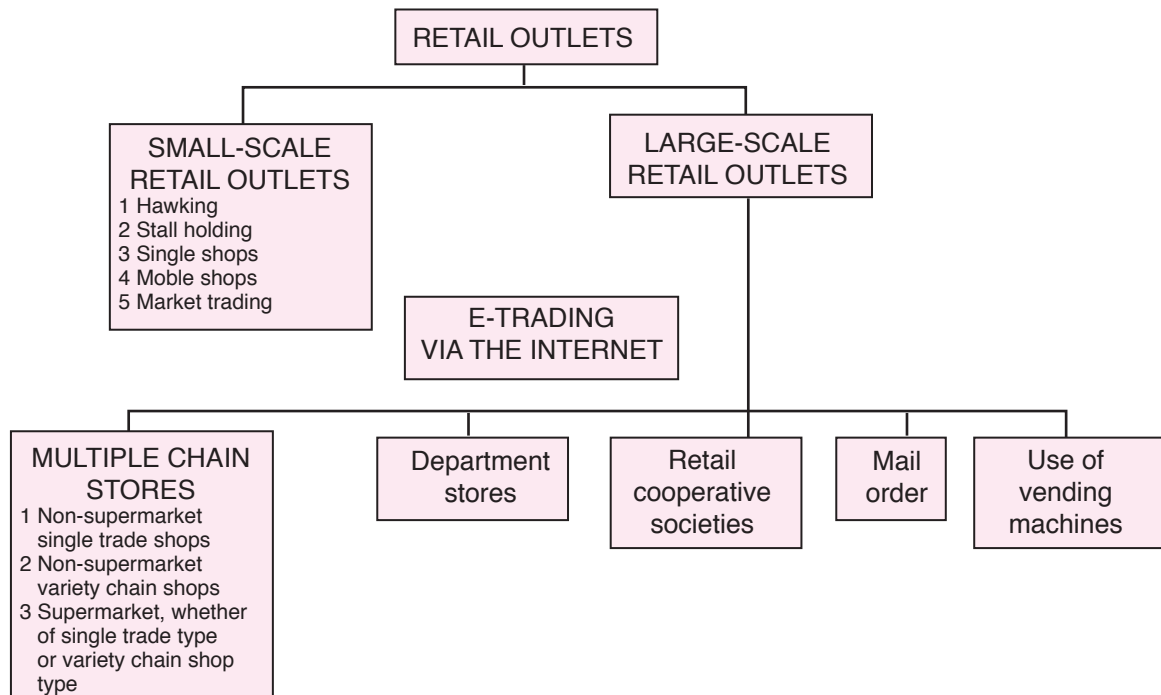 RETAIL OUTLETS
SMALL-SCALE
RETAIL OUTLETS
1 Hawking
2 Stall holding
3 Single shops
4 Moble shops
5 Market trading
LARGE-SCALE
RETAIL OUTLETS
E-TRADING
VIA THE INTERNET
MULTIPLE CHAIN
STORES
1 Non-supermarket
single trade shops
2 Non-supermarket
variety chain shops
3 Supermarket, whether
of single trade type
or variety chain shop
type
Department
stores
Retail
cooperative
societies
Mail
order
Use of
vending
machines